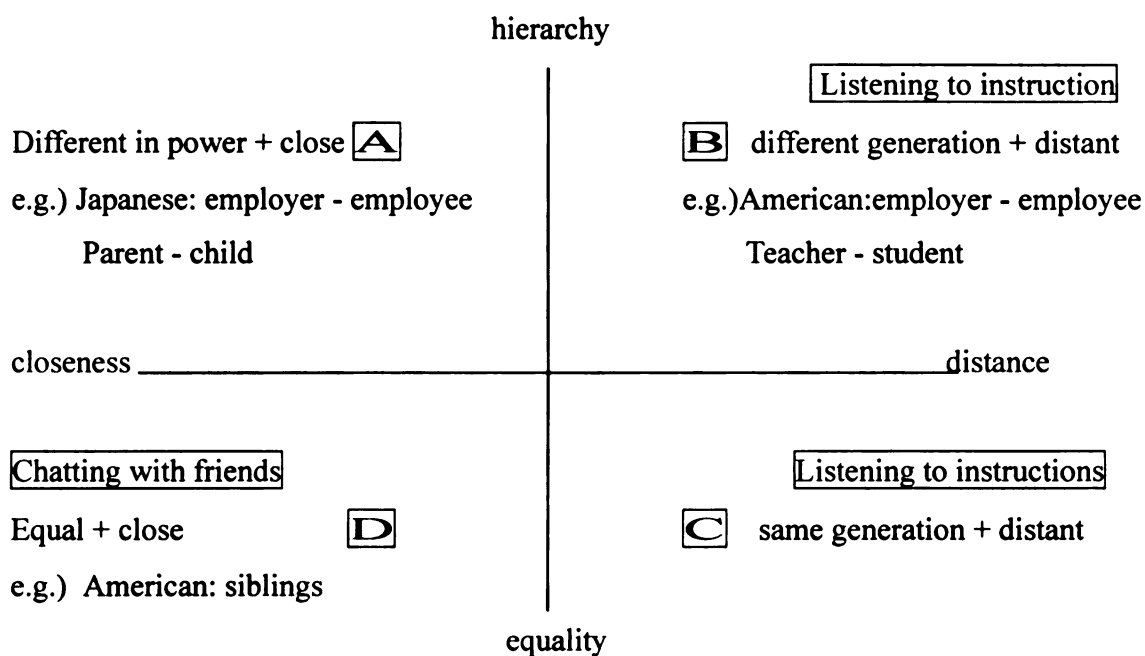 hierarchy
Listening to instruction
Different in power + close A
B different generation + distant
e.g.) Japanese: employer - employee
e.g.)American:employer - employee
Parent - child
Teacher - student
closeness
distance
Chatting with friends
Listening to instructions
Equal + close D
C same generation + distant
e.g.) American: siblings
equality